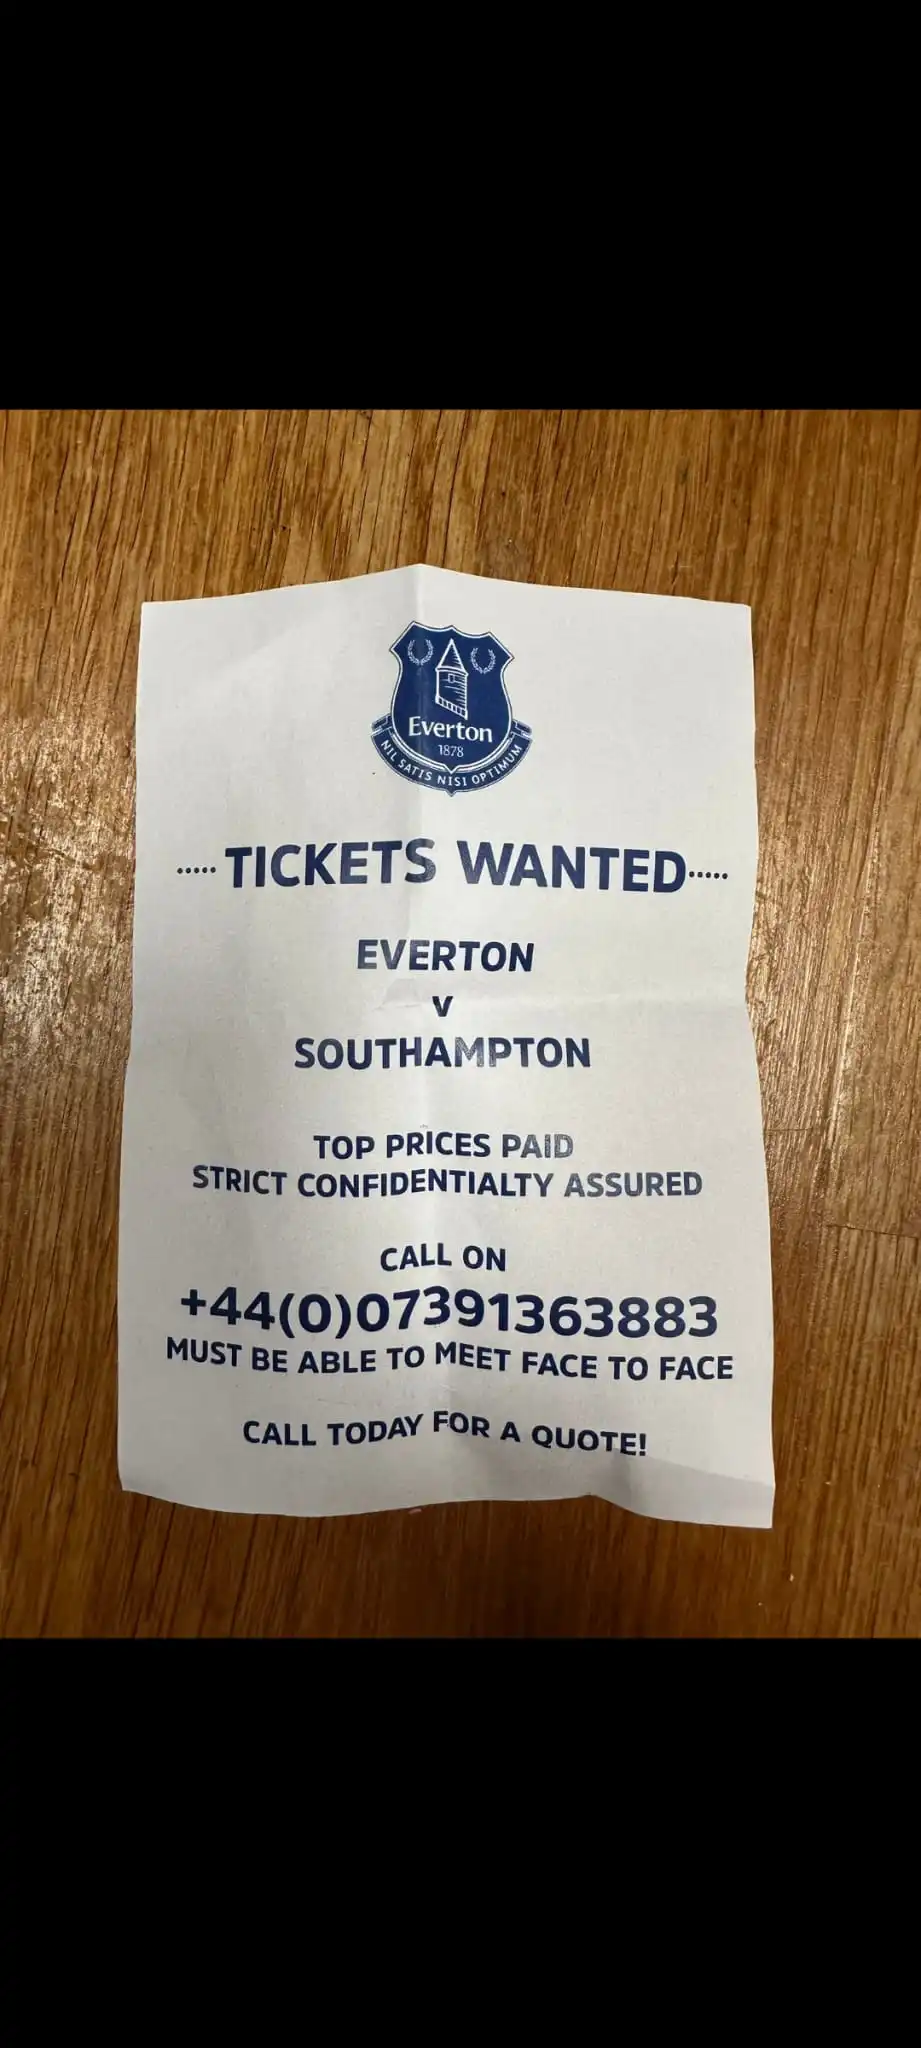 Everton
1878
NIL SATIS NISI OPTIMUM
.....TICKETS WANTED.....
EVERTON
V
SOUTHAMPTON
TOP PRICES PAID
STRICT CONFIDENTIALTY ASSURED
CALL ON
+44(0)07391363883
MUST BE ABLE TO MEET FACE TO FACE
CALL TODAY FOR A QUOTE!